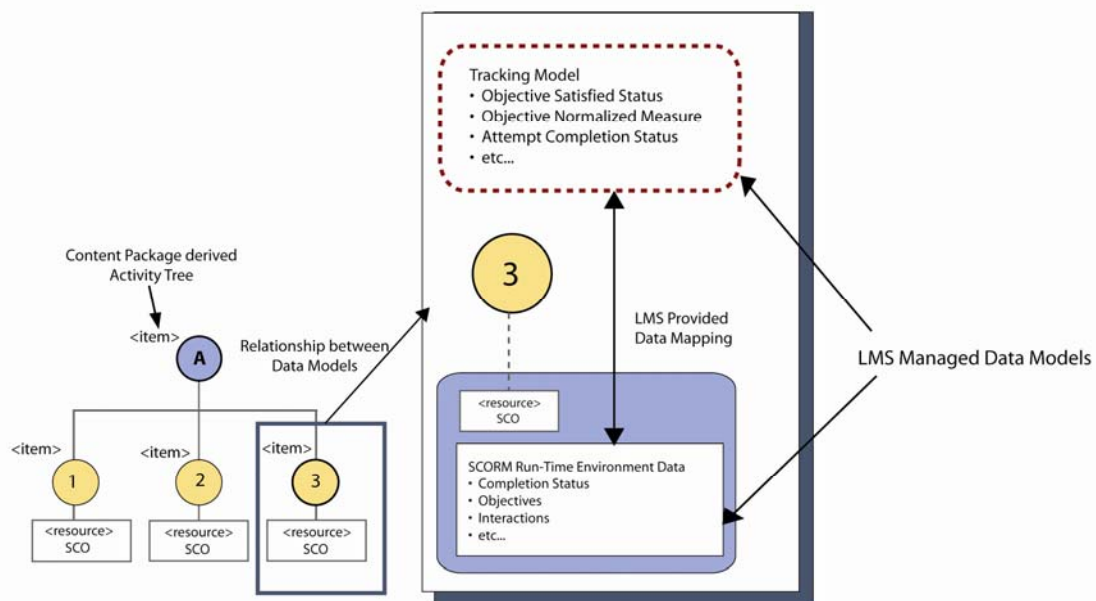 Tracking Model
• Objective Satisfied Status
• Objective Normalized Measure
• Attempt Completion Status
• etc...
Content Package derived
Activity Tree
<item>
A
Relationship between
Data Models
3
LMS Provided
Data Mapping
LMS Managed Data Models
<item>
1
<resource>
SCO
<item>
2
<resource>
SCO
<item>
3
<resource>
SCO
<resource>
SCO
SCORM Run-Time Environment Data
• Completion Status
• Objectives
• Interactions
• etc...